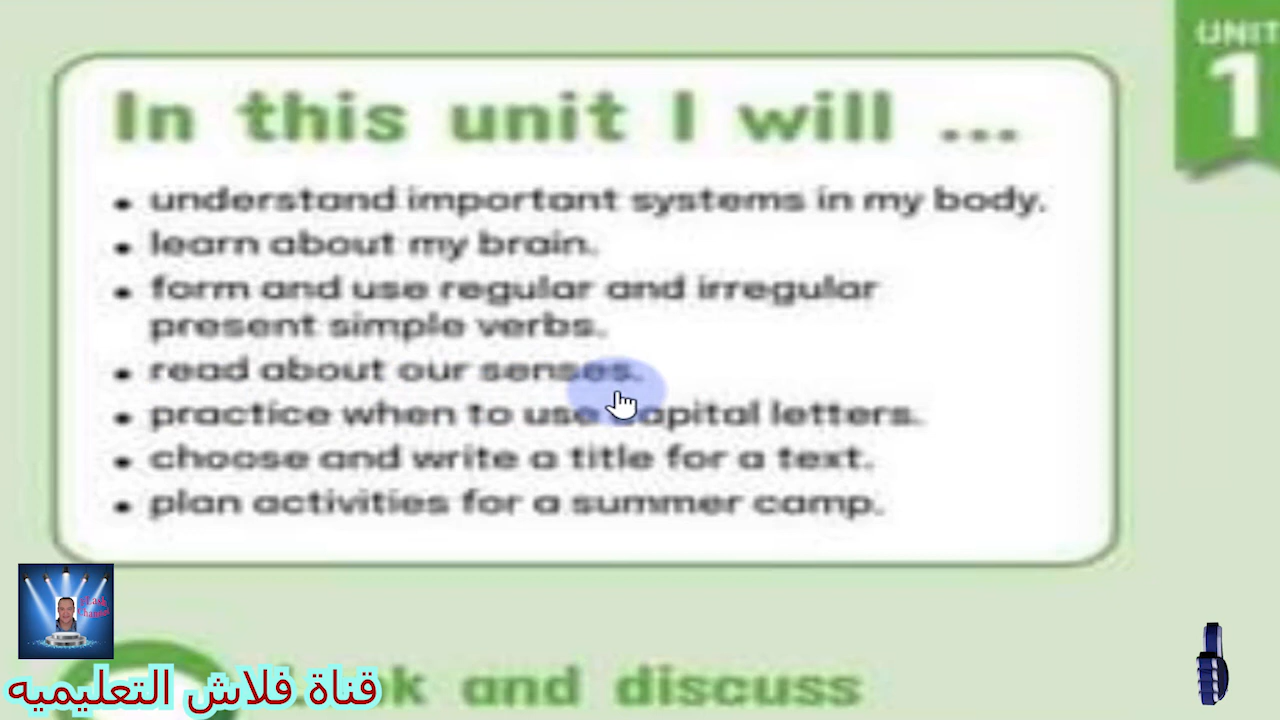 UNIT
1
In this unit I will ...
• understand important systems in my body.
• learn about my brain.
• form and use regular and irregular
present simple verbs.
• read about our senses.
• practice when to use capital letters.
• choose and write a title for a text.
• plan activities for a summer camp.
and discuss
قناة فلاش التعليميه